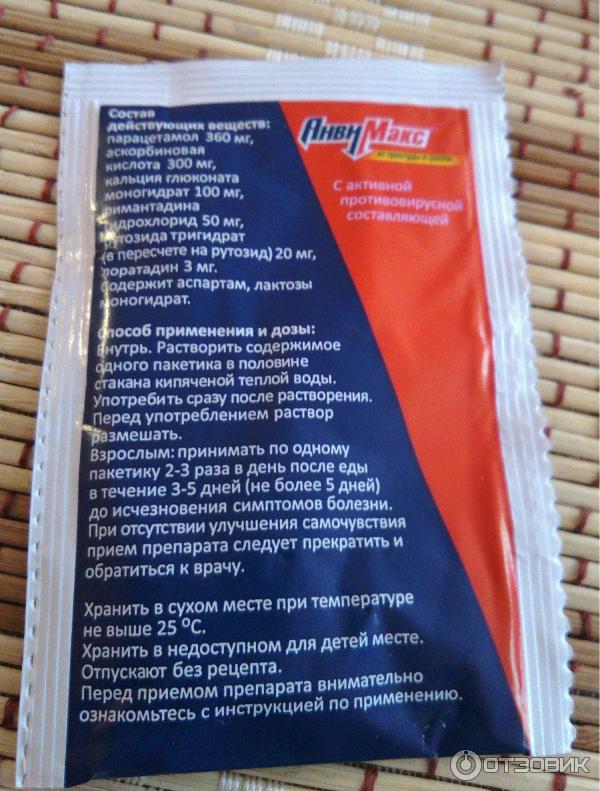 Состав
действующих веществ:
парацетамол 360 мг,
аскорбиновая
кислота 300 мг,
кальция глюконата
моногидрат 100 мг,
римантадина
гидрохлорид 50 мг,
рутозида тригидрат
(в пересчете на рутозид) 20 мг,
лоратадин 3 мг.
Содержит аспартам, лактозы
моногидрат.
АнвиМакс
от простуды и гриппа
С активной
противовирусной
составляющей
Способ применения и дозы:
Внутрь. Растворить содержимое
одного пакетика в половине
стакана кипяченой теплой воды.
Употребить сразу после растворения.
Перед употреблением раствор
размешать.
Взрослым: принимать по одному
пакетику 2-3 раза в день после еды
в течение 3-5 дней (не более 5 дней)
до исчезновения симптомов болезни.
При отсутствии улучшения самочувствия
прием препарата следует прекратить и
обратиться к врачу.
Хранить в сухом месте при температуре
не выше 25 °С.
Хранить в недоступном для детей месте.
Отпускают без рецепта.
Перед приемом препарата внимательно
ознакомьтесь с инструкцией по применению.
ОТЗОВИК